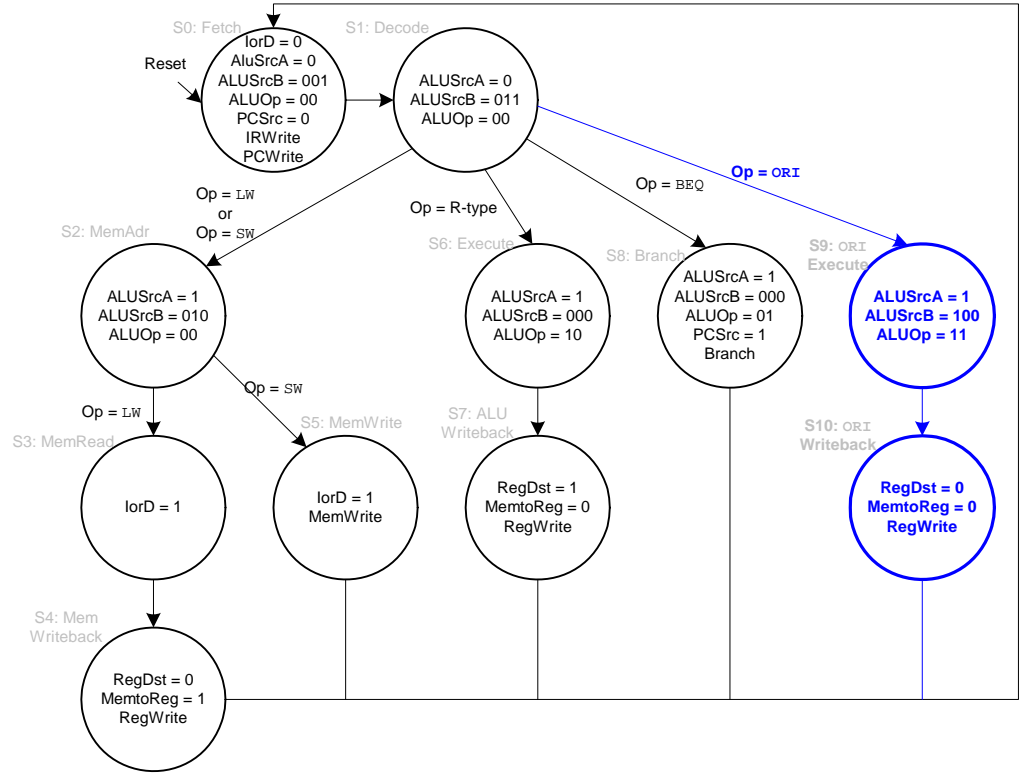 S0: Fetch
IorD = 0
AluSrcA = 0
ALUSrcB = 001
ALUOp = 00
PCSrc = 0
IRWrite
PCWrite
Reset
S1: Decode
ALUSrcA = 0
ALUSrcB = 011
ALUOp = 00
Op = LW
or
Op = SW
Op = R-type
Op = BEQ
Op = ORI
S2: MemAdr
ALUSrcA = 1
ALUSrcB = 010
ALUOp = 00
S6: Execute
ALUSrcA = 1
ALUSrcB = 000
ALUOp = 10
S8: Branch
ALUSrcA = 1
ALUSrcB = 000
ALUOp = 01
PCSrc = 1
Branch
S9: ORI
Execute
ALUSrcA = 1
ALUSrcB = 100
ALUOp = 11
Op = LW
Op = SW
S3: MemRead
IorD = 1
S5: MemWrite
IorD = 1
MemWrite
S7: ALU
Writeback
RegDst = 1
MemtoReg = 0
RegWrite
S10: ORI
Writeback
RegDst = 0
MemtoReg = 0
RegWrite
S4: Mem
Writeback
RegDst = 0
MemtoReg = 1
RegWrite